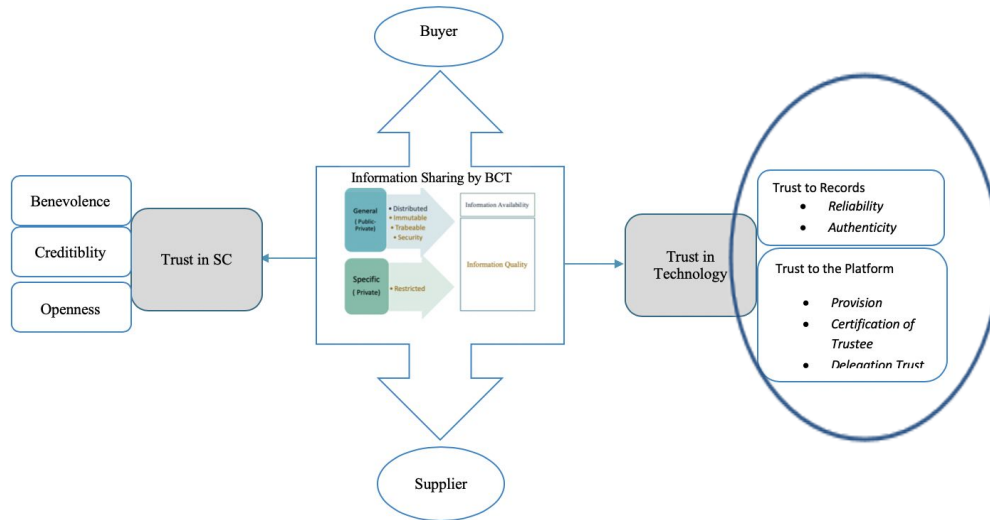 Buyer
Information Sharing by BCT
General
( Public-
Private)
• Distributed
• Immutable
• Trabeable
• Security
Information Availability
Information Quality
Specific
( Private)
• Restricted
Benevolence
Creditiblity
Openness
Trust in SC
Trust in
Technology
Trust to Records
• Reliability
• Authenticity
Trust to the Platform
• Provision
• Certification of
Trustee
• Delegation Trust
Supplier